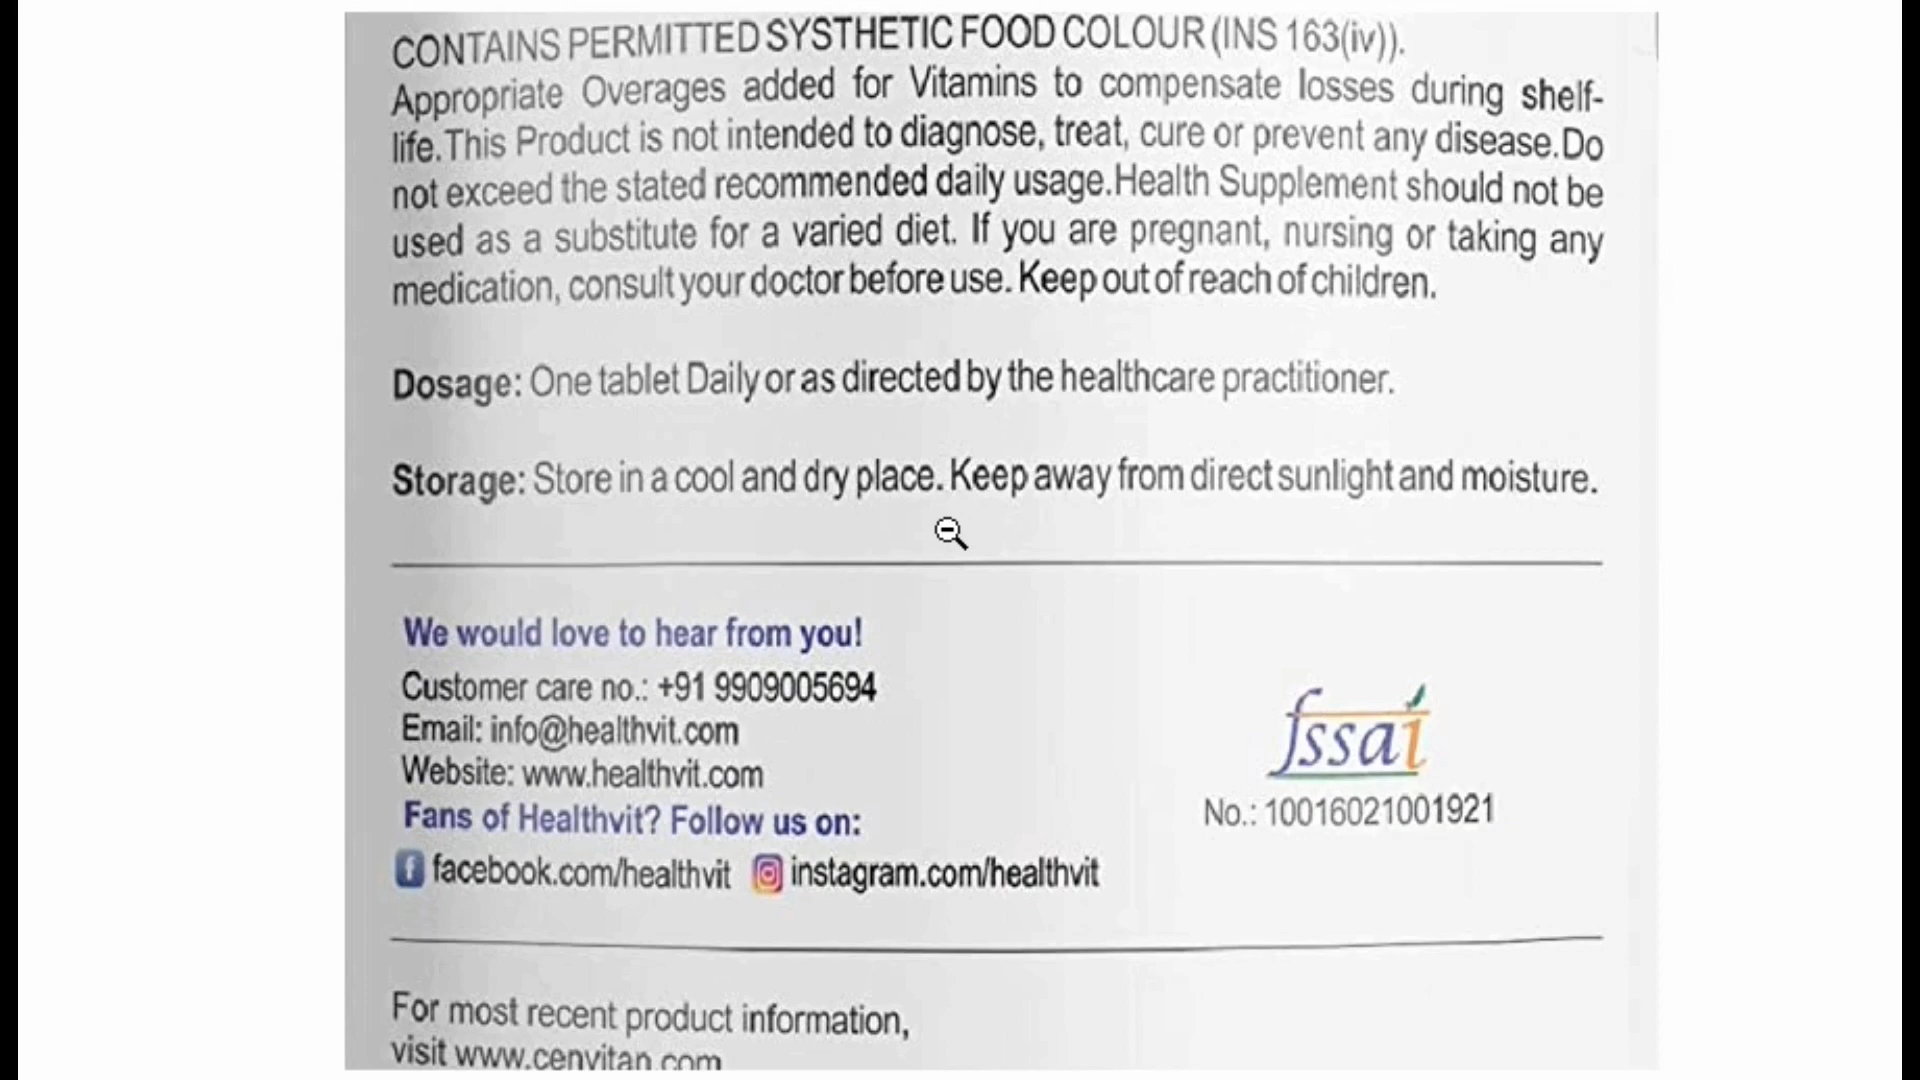 CONTAINS PERMITTED SYSTHETIC FOOD COLOUR (INS 163(iv)).
Appropriate Overages added for Vitamins to compensate losses during shelf-
life.This Product is not intended to diagnose, treat, cure or prevent any disease.Do
not exceed the stated recommended daily usage.Health Supplement should not be
used as a substitute for a varied diet. If you are pregnant, nursing or taking any
medication, consult your doctor before use. Keep out of reach of children.
Dosage: One tablet Daily or as directed by the healthcare practitioner.
Storage: Store in a cool and dry place. Keep away from direct sunlight and moisture.
We would love to hear from you!
Customer care no.: +91 9909005694
Email: info@healthvit.com
Website: www.healthvit.com
Fans of Healthvit? Follow us on:
f facebook.com/healthvit instagram.com/healthvit
fssai
No.: 10016021001921
For most recent product information,
visit www.cenvitan.com